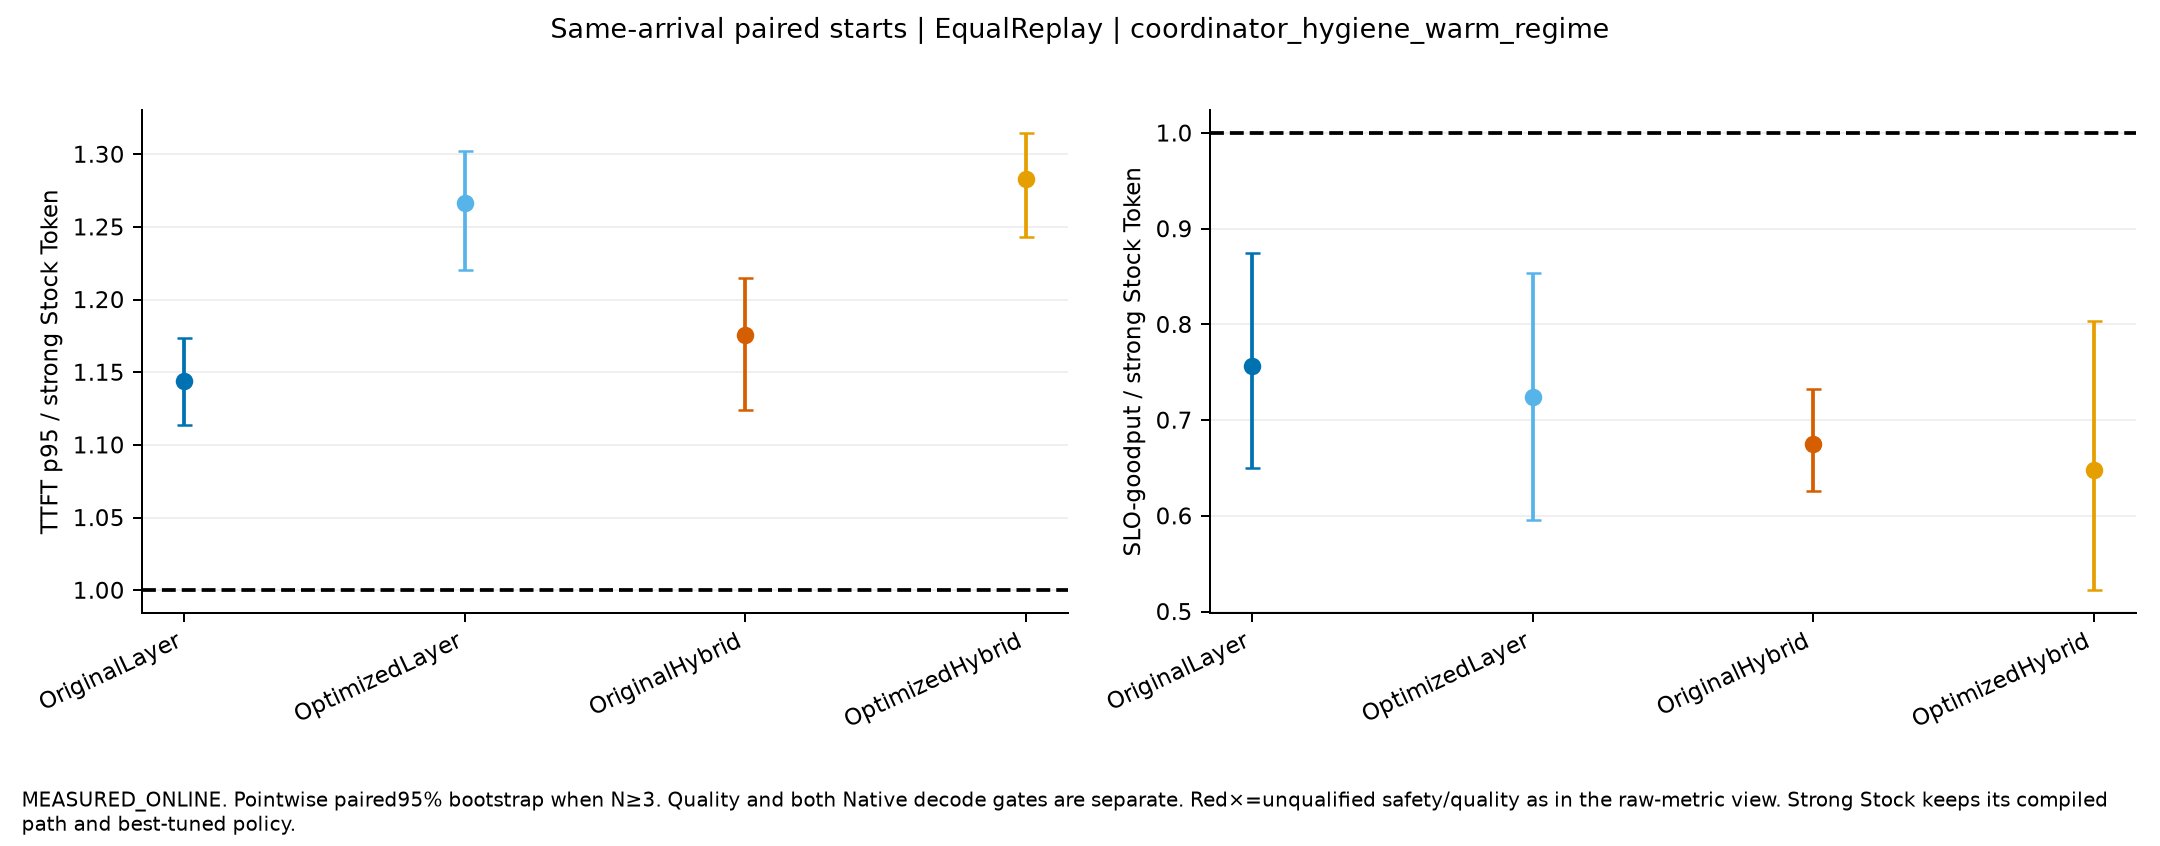 Same-arrival paired starts | EqualReplay | coordinator_hygiene_warm_regime
TTFT p95 / strong Stock Token
1.30
1.25
1.20
1.15
1.10
1.05
1.00
OriginalLayer
OptimizedLayer
OriginalHybrid
OptimizedHybrid
SLO-goodput / strong Stock Token
1.0
0.9
0.8
0.7
0.6
0.5
OriginalLayer
OptimizedLayer
OriginalHybrid
OptimizedHybrid
MEASURED_ONLINE. Pointwise paired95% bootstrap when N≥3. Quality and both Native decode gates are separate. Red×=unqualified safety/quality as in the raw-metric view. Strong Stock keeps its compiled
path and best-tuned policy.